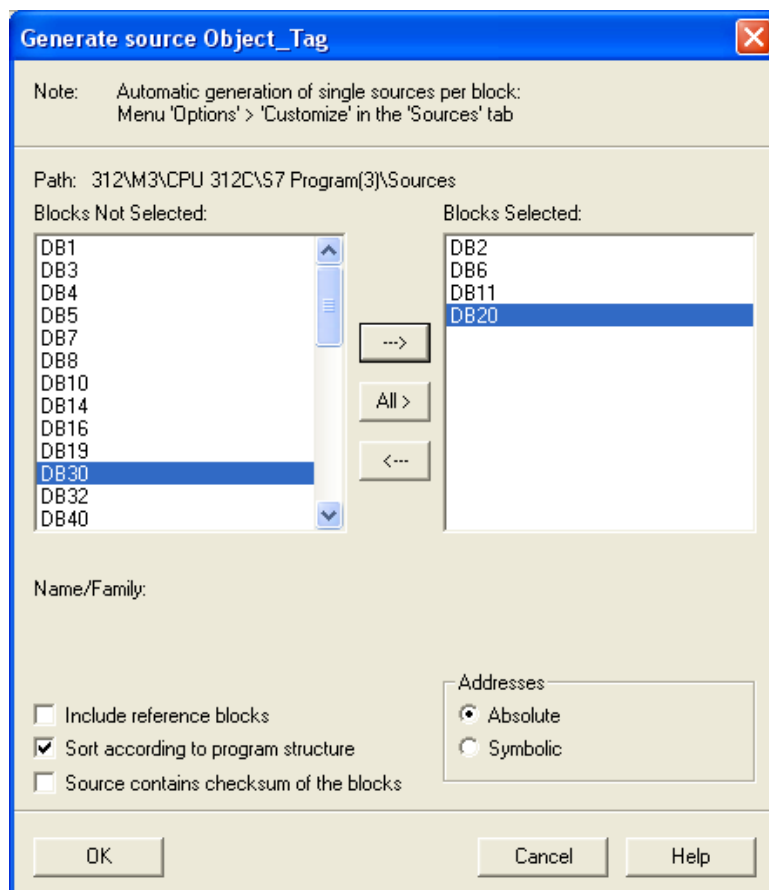 Generate source Object_Tag
Note: Automatic generation of single sources per block:
Menu 'Options' > 'Customize' in the 'Sources' tab
Path: 312\M3\CPU 312C\S7 Program(3)\Sources
Blocks Not Selected:
DB1
DB3
DB4
DB5
DB7
DB8
DB10
DB14
DB16
DB19
DB30
DB32
DB40
--->
All >
<---
Blocks Selected:
DB2
DB6
DB11
DB20
Name/Family:
Include reference blocks
Sort according to program structure
Source contains checksum of the blocks
Addresses
Absolute
Symbolic
OK
Cancel
Help